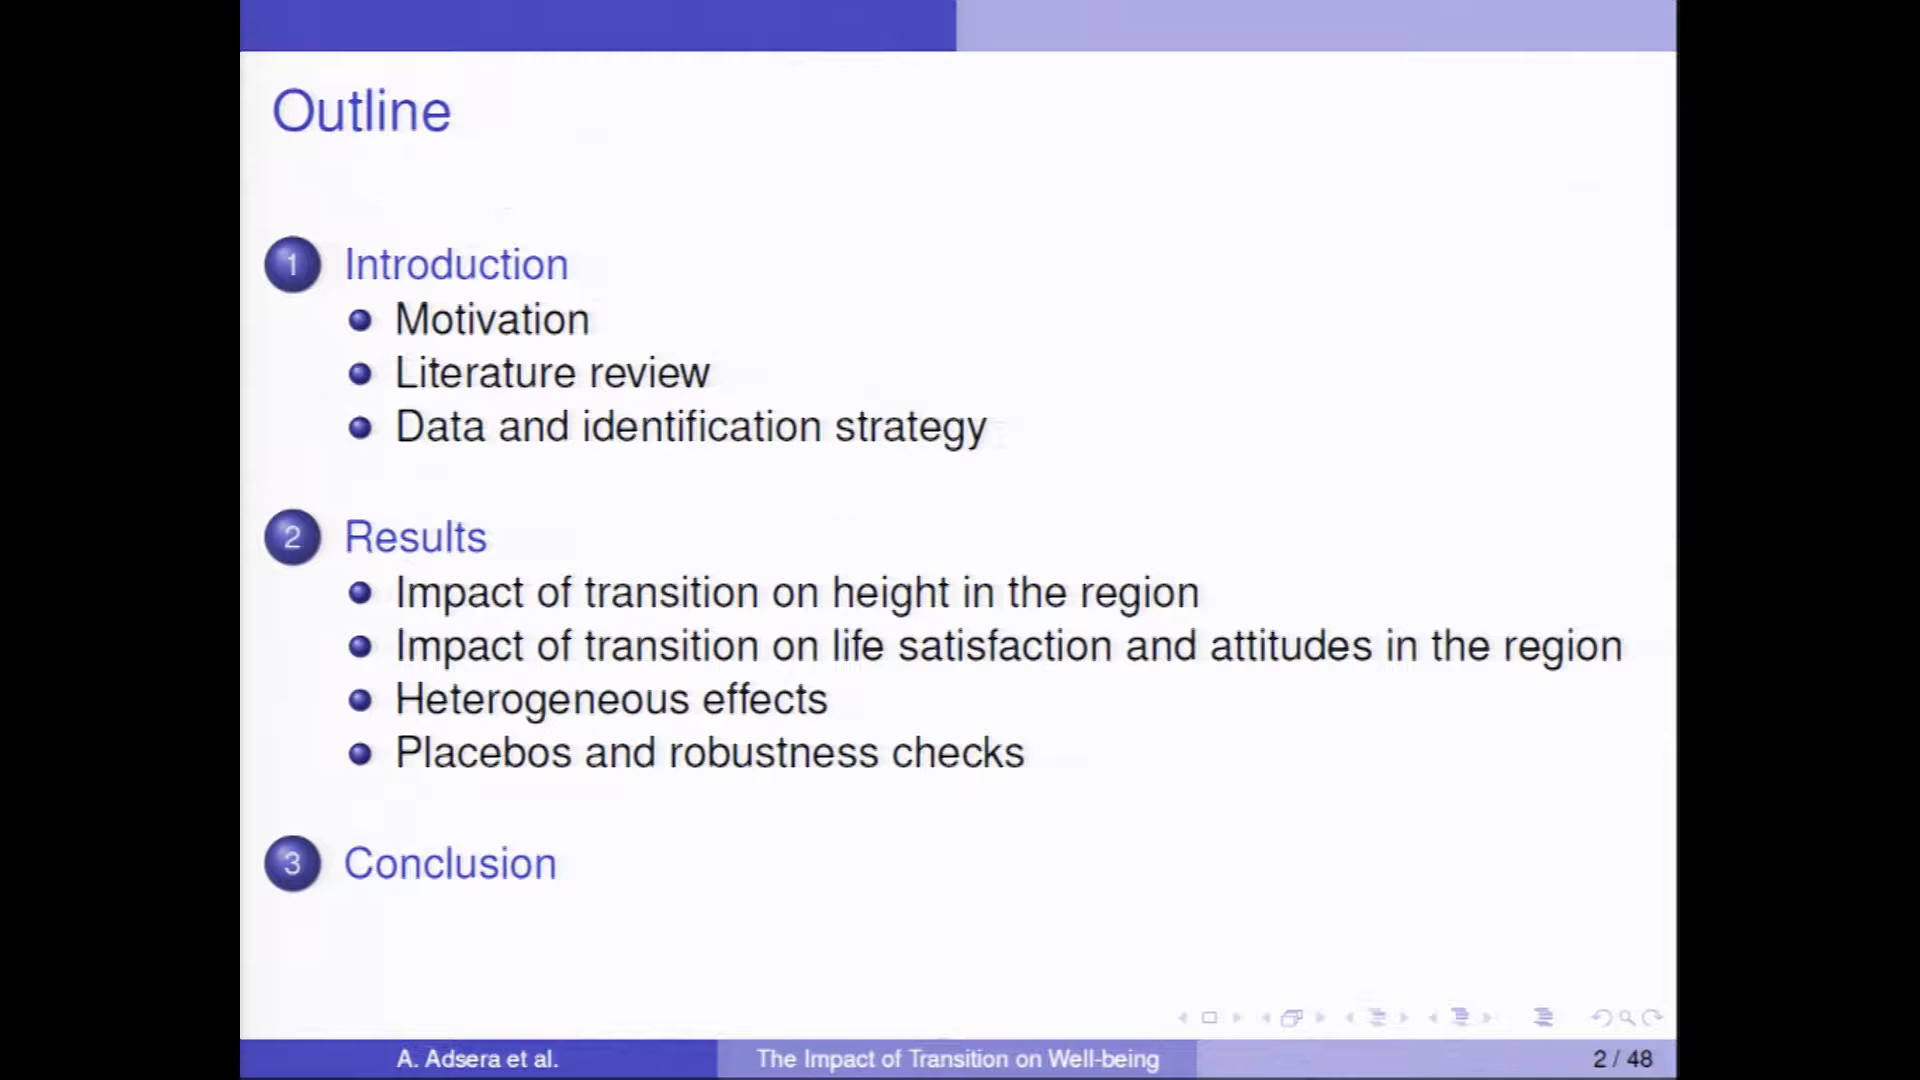 Outline
1 Introduction
Motivation
Literature review
Data and identification strategy
2 Results
Impact of transition on height in the region
Impact of transition on life satisfaction and attitudes in the region
Heterogeneous effects
Placebos and robustness checks
3 Conclusion
A. Adsera et al. The Impact of Transition on Well-being 2 / 48